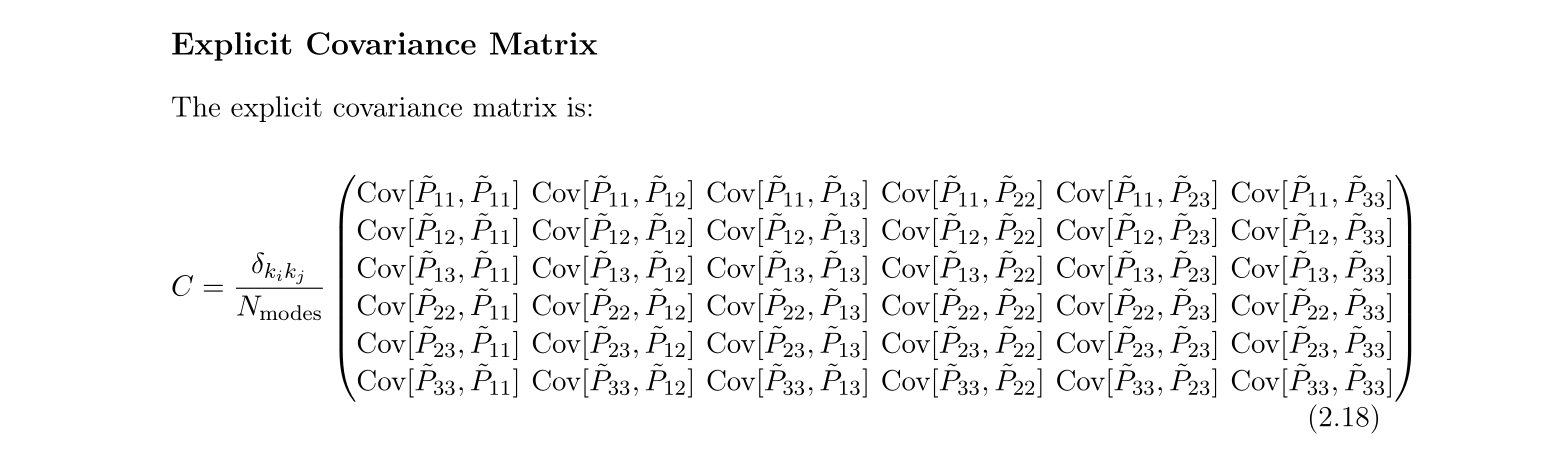 Explicit Covariance Matrix
The explicit covariance matrix is:
Cov[P̃₁₁, P̃₁₁] Cov[P̃₁₁, P̃₁₂] Cov[P̃₁₁, P̃₁₃] Cov[P̃₁₁, P̃₂₂] Cov[P̃₁₁, P̃₂₃] Cov[P̃₁₁, P̃₃₃]
Cov[P̃₁₂, P̃₁₁] Cov[P̃₁₂, P̃₁₂] Cov[P̃₁₂, P̃₁₃] Cov[P̃₁₂, P̃₂₂] Cov[P̃₁₂, P̃₂₃] Cov[P̃₁₂, P̃₃₃]
Cov[P̃₁₃, P̃₁₁] Cov[P̃₁₃, P̃₁₂] Cov[P̃₁₃, P̃₁₃] Cov[P̃₁₃, P̃₂₂] Cov[P̃₁₃, P̃₂₃] Cov[P̃₁₃, P̃₃₃]
C = δ_{k_i k_j} / N_modes
Cov[P̃₂₂, P̃₁₁] Cov[P̃₂₂, P̃₁₂] Cov[P̃₂₂, P̃₁₃] Cov[P̃₂₂, P̃₂₂] Cov[P̃₂₂, P̃₂₃] Cov[P̃₂₂, P̃₃₃]
Cov[P̃₂₃, P̃₁₁] Cov[P̃₂₃, P̃₁₂] Cov[P̃₂₃, P̃₁₃] Cov[P̃₂₃, P̃₂₂] Cov[P̃₂₃, P̃₂₃] Cov[P̃₂₃, P̃₃₃]
Cov[P̃₃₃, P̃₁₁] Cov[P̃₃₃, P̃₁₂] Cov[P̃₃₃, P̃₁₃] Cov[P̃₃₃, P̃₂₂] Cov[P̃₃₃, P̃₂₃] Cov[P̃₃₃, P̃₃₃]
(2.18)